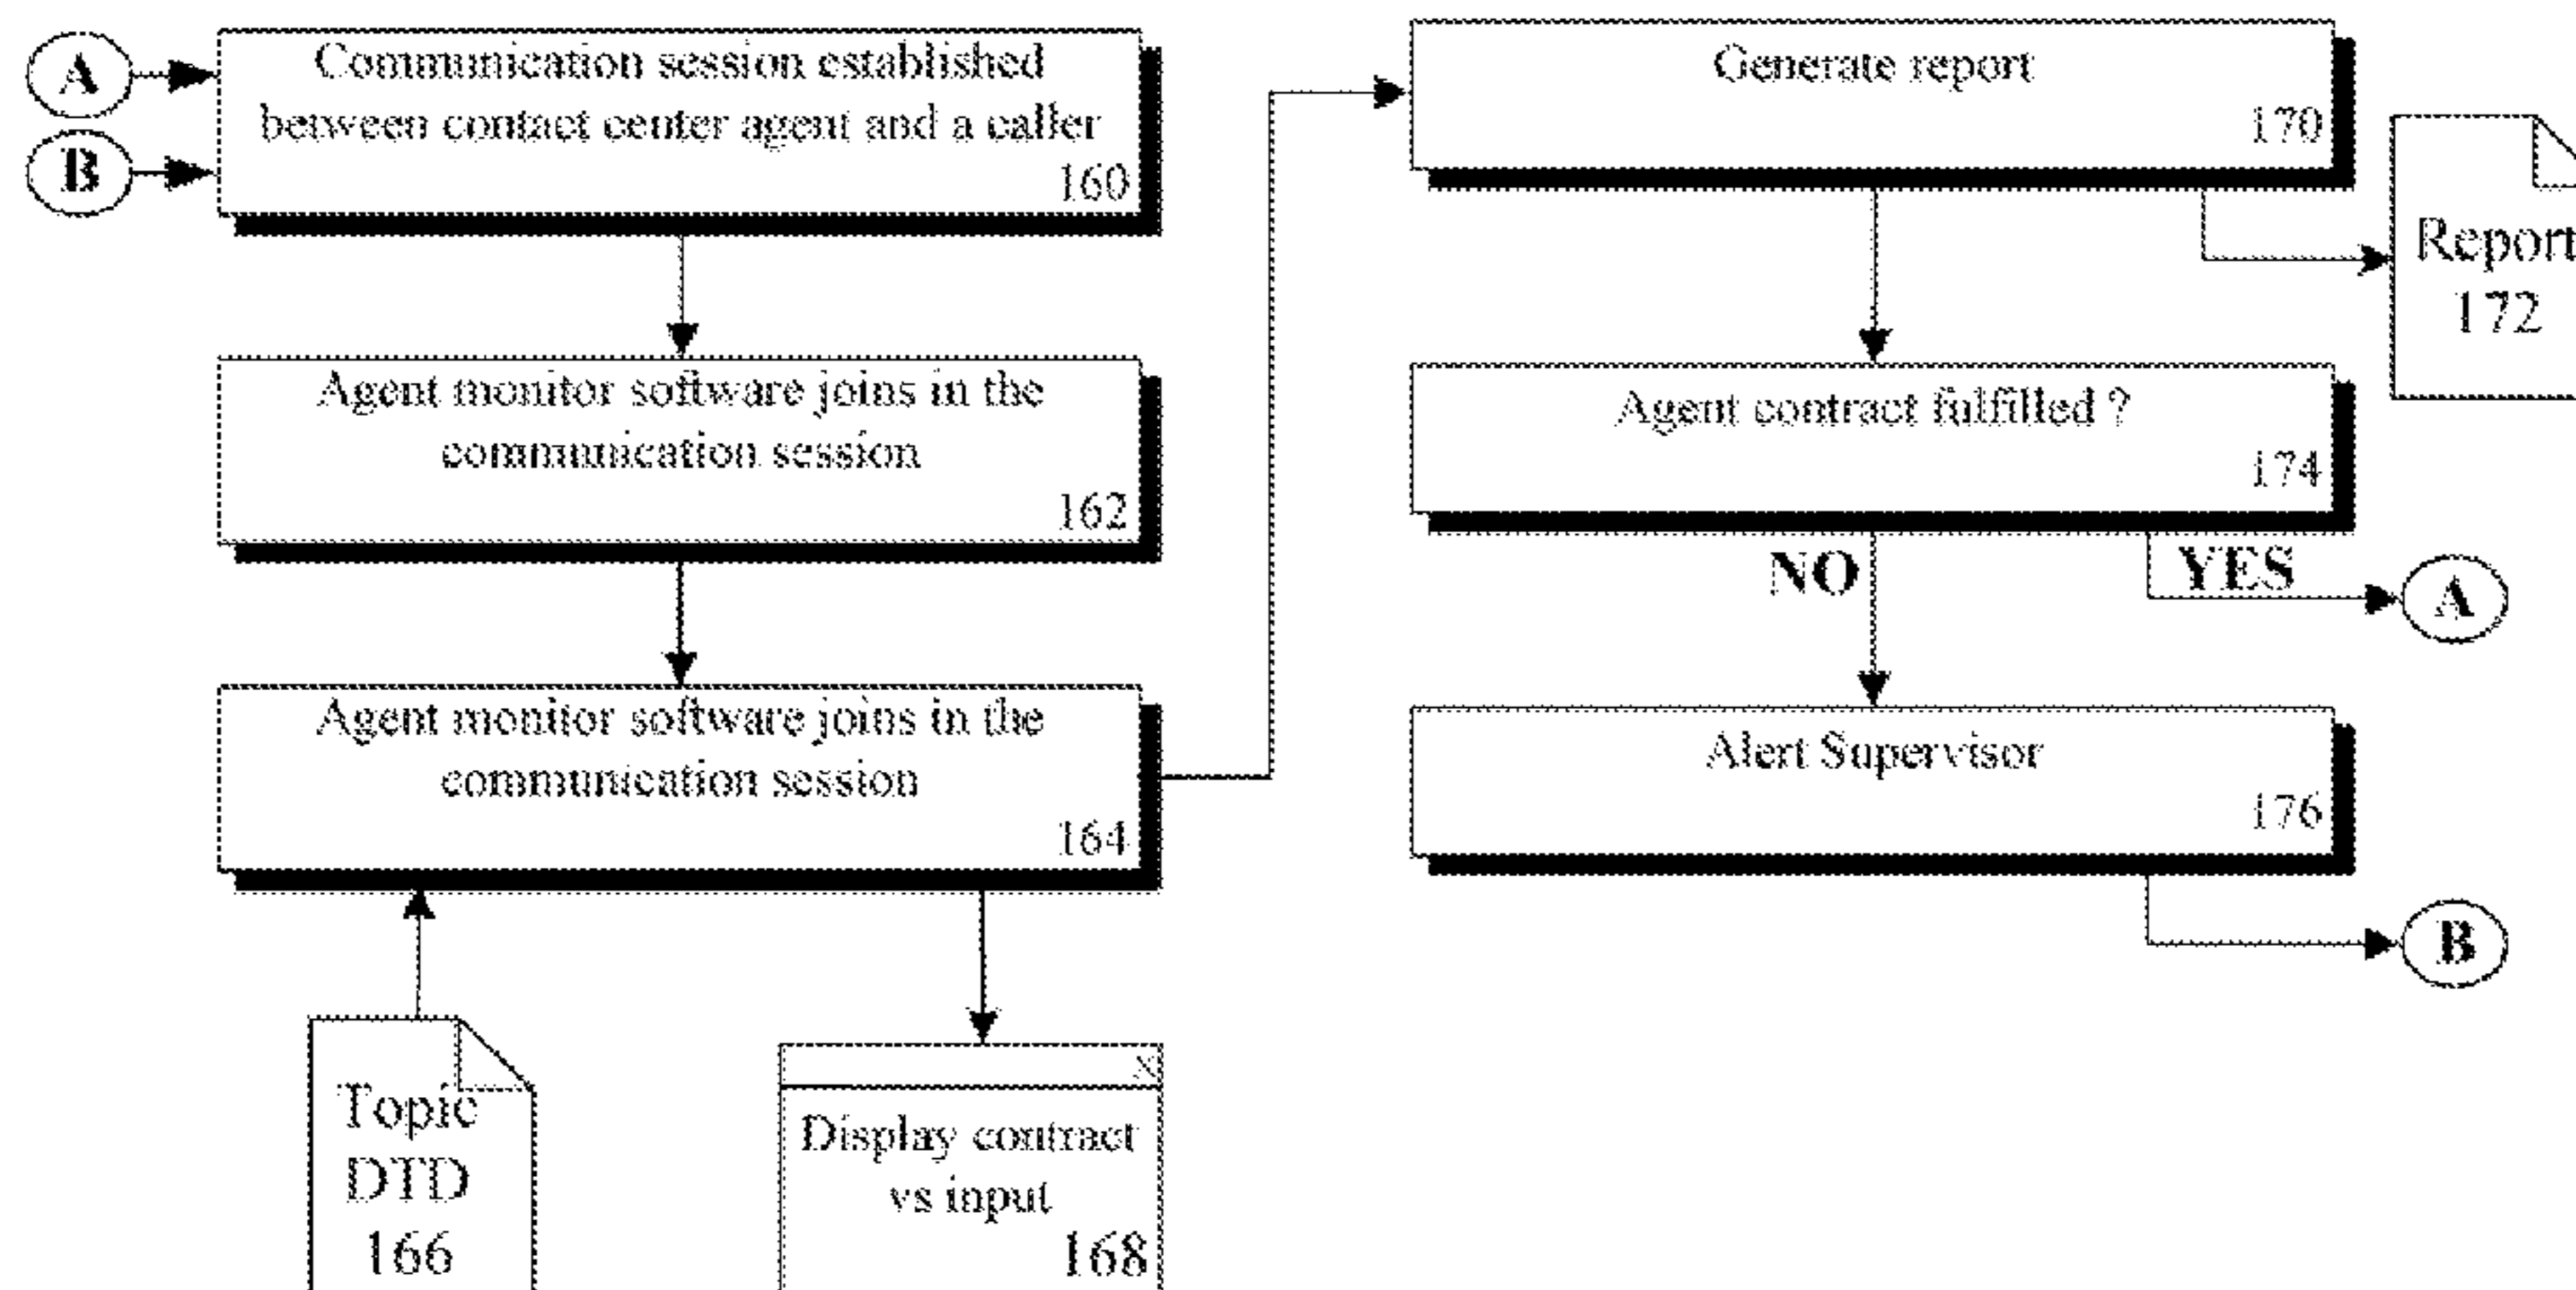 A
B
Communication session established
between contact center agent and a caller
160
Agent monitor software joins in the
communication session
162
Agent monitor software joins in the
communication session
164
Topic
DTD
166
X
Display contract
vs input
168
Generate report
170
Report
172
Agent contract fulfilled ?
174
NO
YES
A
Alert Supervisor
176
B